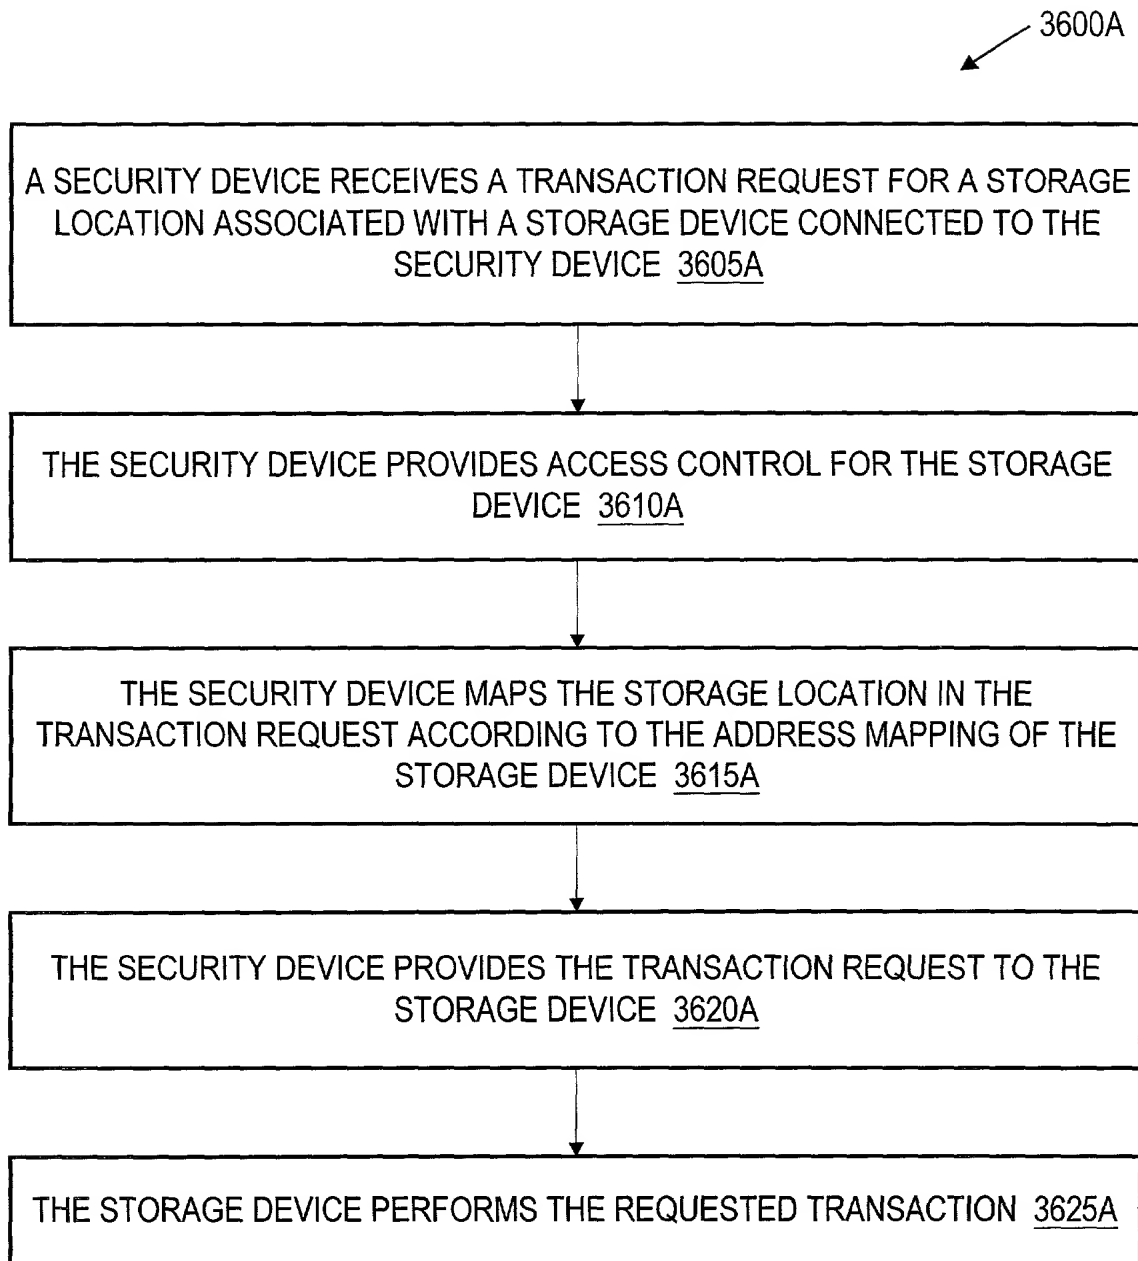 3600A
A SECURITY DEVICE RECEIVES A TRANSACTION REQUEST FOR A STORAGE
LOCATION ASSOCIATED WITH A STORAGE DEVICE CONNECTED TO THE
SECURITY DEVICE 3605A
THE SECURITY DEVICE PROVIDES ACCESS CONTROL FOR THE STORAGE
DEVICE 3610A
THE SECURITY DEVICE MAPS THE STORAGE LOCATION IN THE
TRANSACTION REQUEST ACCORDING TO THE ADDRESS MAPPING OF THE
STORAGE DEVICE 3615A
THE SECURITY DEVICE PROVIDES THE TRANSACTION REQUEST TO THE
STORAGE DEVICE 3620A
THE STORAGE DEVICE PERFORMS THE REQUESTED TRANSACTION 3625A